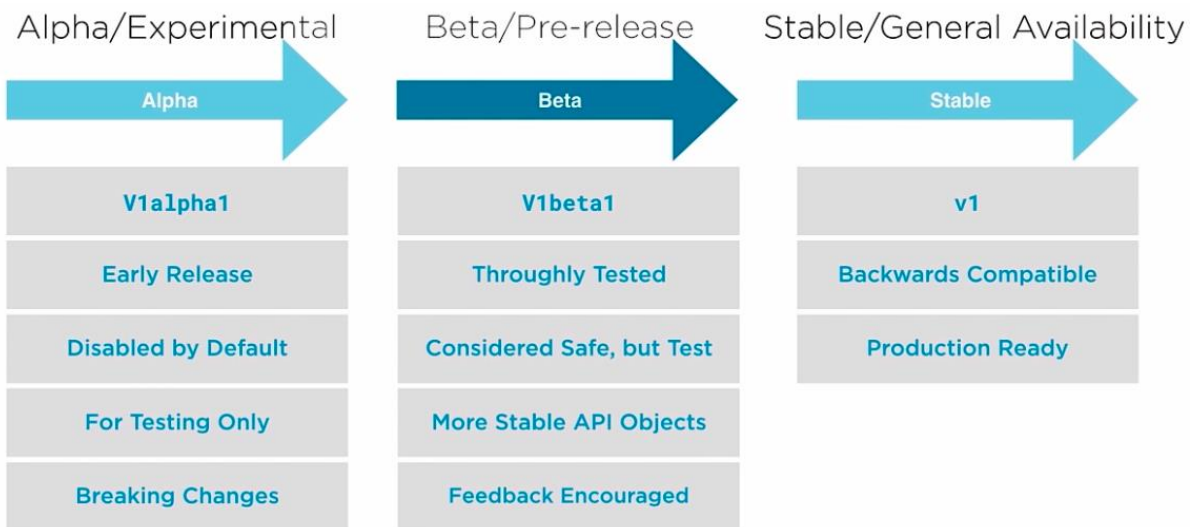 Alpha/Experimental
Alpha
V1alpha1
Early Release
Disabled by Default
For Testing Only
Breaking Changes
Beta/Pre-release
Beta
V1beta1
Throughly Tested
Considered Safe, but Test
More Stable API Objects
Feedback Encouraged
Stable/General Availability
Stable
v1
Backwards Compatible
Production Ready